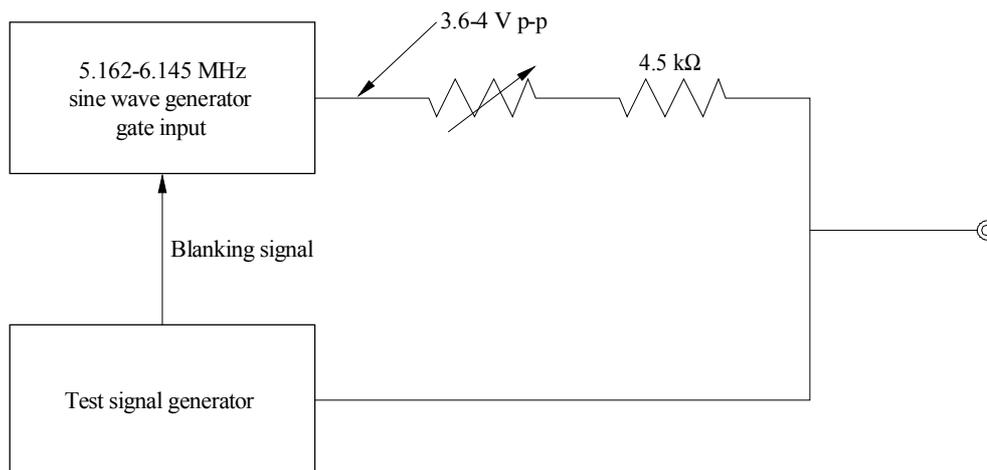 3.6-4 V p-p
5.162-6.145 MHz
sine wave generator
gate input
4.5 kΩ
Blanking signal
Test signal generator